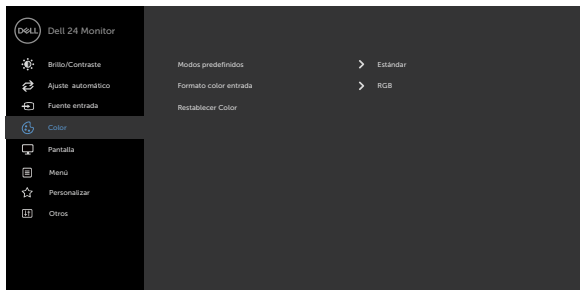 DELL Dell 24 Monitor
Brillo/Contraste
Ajuste automático
Fuente entrada
Color
Pantalla
Menú
Personalizar
Otros
Modos predefinidos Estándar
Formato color entrada RGB
Restablecer Color